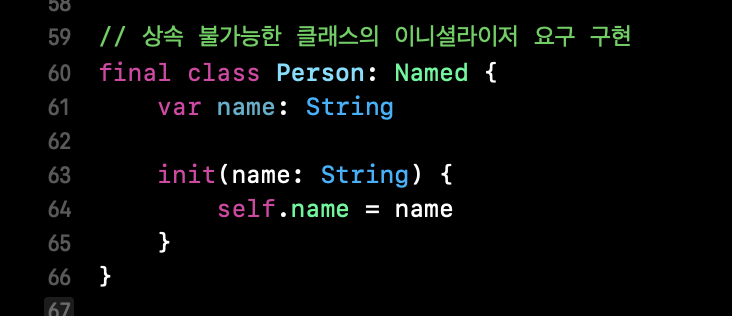 58
59 // 상속 불가능한 클래스의 이니셜라이저 요구 구현
60 final class Person: Named {
61     var name: String
62
63     init(name: String) {
64         self.name = name
65     }
66 }
67